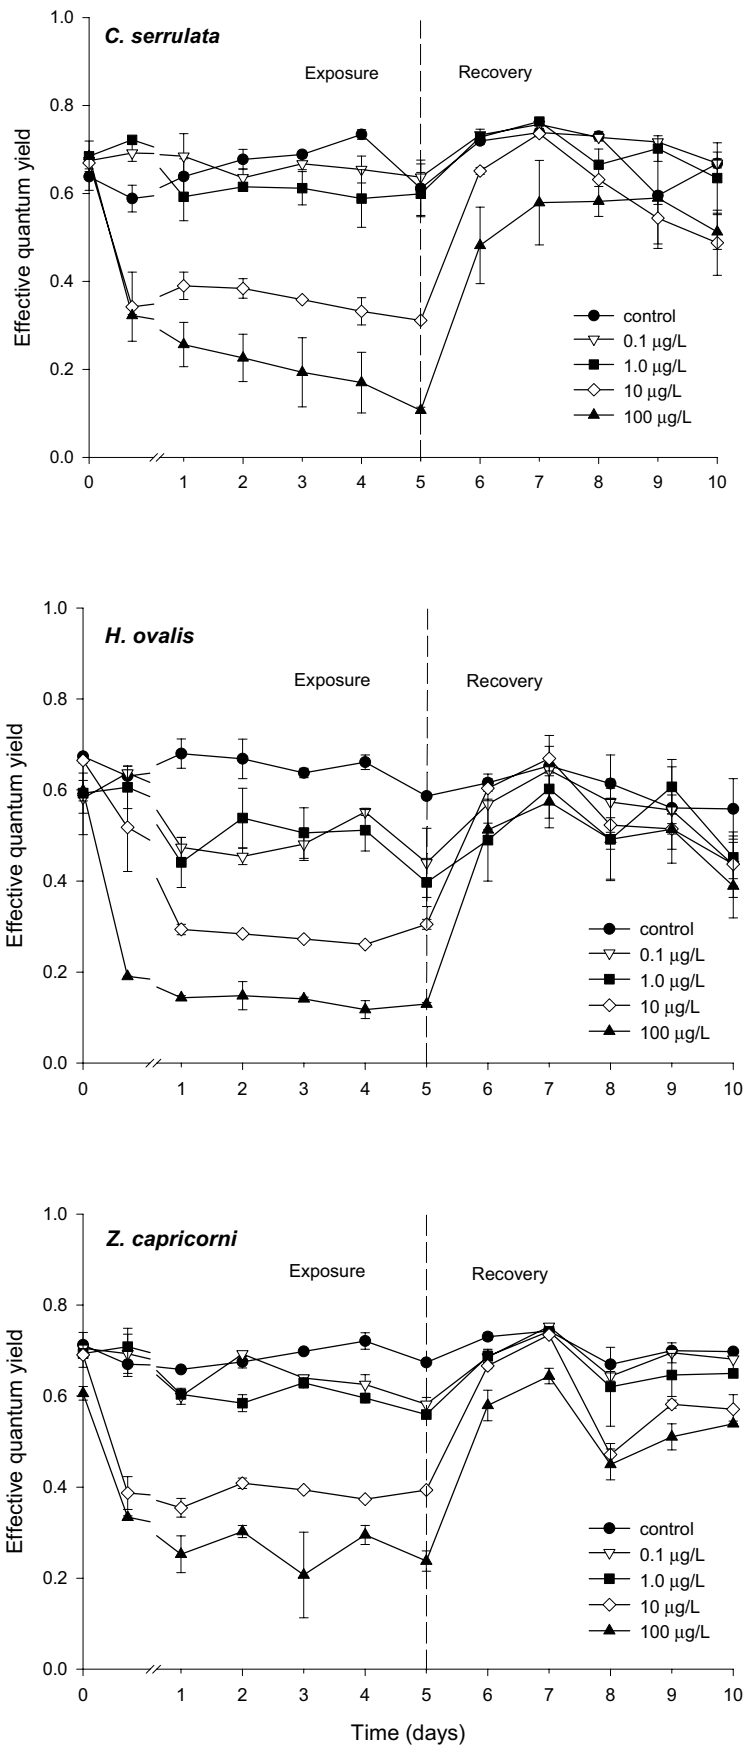 1.0
C. serrulata
Exposure Recovery
0.8
0.6
0.4
0.2
0.0
Effective quantum yield
control
0.1 μg/L
1.0 μg/L
10 μg/L
100 μg/L
0 1 2 3 4 5 6 7 8 9 10
1.0
H. ovalis
Exposure Recovery
0.8
0.6
0.4
0.2
0.0
Effective quantum yield
control
0.1 μg/L
1.0 μg/L
10 μg/L
100 μg/L
0 1 2 3 4 5 6 7 8 9 10
1.0
Z. capricorni
Exposure Recovery
0.8
0.6
0.4
0.2
0.0
Effective quantum yield
control
0.1 μg/L
1.0 μg/L
10 μg/L
100 μg/L
0 1 2 3 4 5 6 7 8 9 10
Time (days)